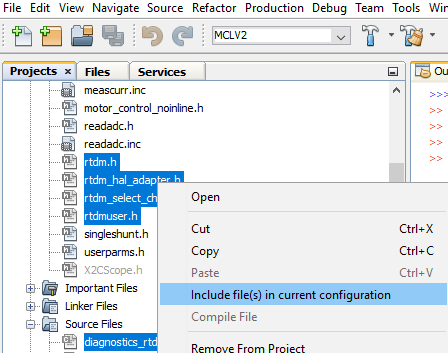 File Edit View Navigate Source Refactor Production Debug Team Tools Win
MCLV2
Projects × Files Services Ou
meascurr.inc
motor_control_noinline.h
readadc.h
readadc.inc
rtdm.h
rtdm_hal_adapter.h
rtdm_select_ch
rtdmuser.h
singleshunt.h
userparms.h
X2CScope.h
Important Files
Linker Files
Source Files
diagnostics_rtd
>>>
>>
>>
>>
>>
Open
Cut Ctrl+X
Copy Ctrl+C
Paste Ctrl+V
Include file(s) in current configuration
Compile File
Remove From Project